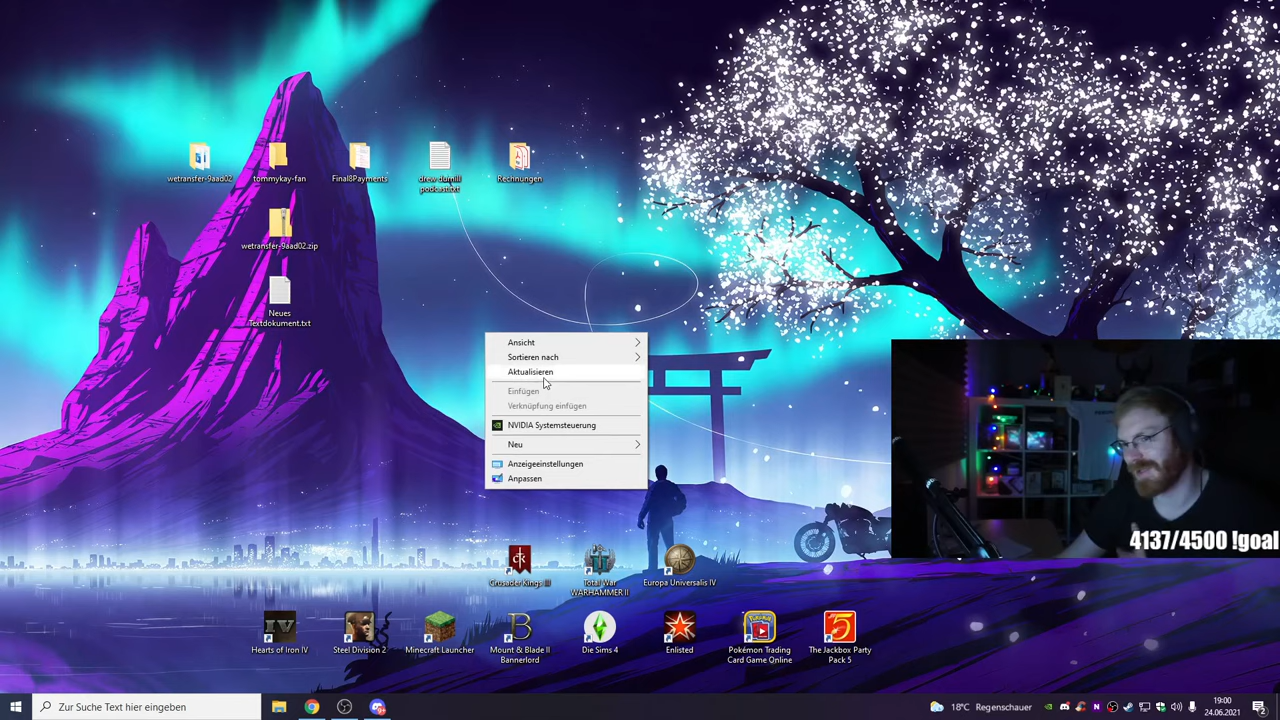 wetransfer-9aad02
tommykay-fan
Final8Payments
drew dumili
podcast.txt
Rechnungen
wetransfer-9aad02.zip
Neues
Textdokument.txt
Ansicht
Sortieren nach
Aktualisieren
Einfügen
Verknüpfung einfügen
NVIDIA Systemsteuerung
Neu
Anzeigeeinstellungen
Anpassen
4137/4500 !goal
Crusader Kings III
Total War
WARHAMMER II
Europa Universalis IV
IV
Hearts of Iron IV
Steel Division 2
Minecraft Launcher
B
Mount & Blade II
Bannerlord
Die Sims 4
Enlisted
Pokémon Trading
Card Game Online
5
The Jackbox Party
Pack 5
Zur Suche Text hier eingeben
18°C Regenschauer
19:00
24.06.2021